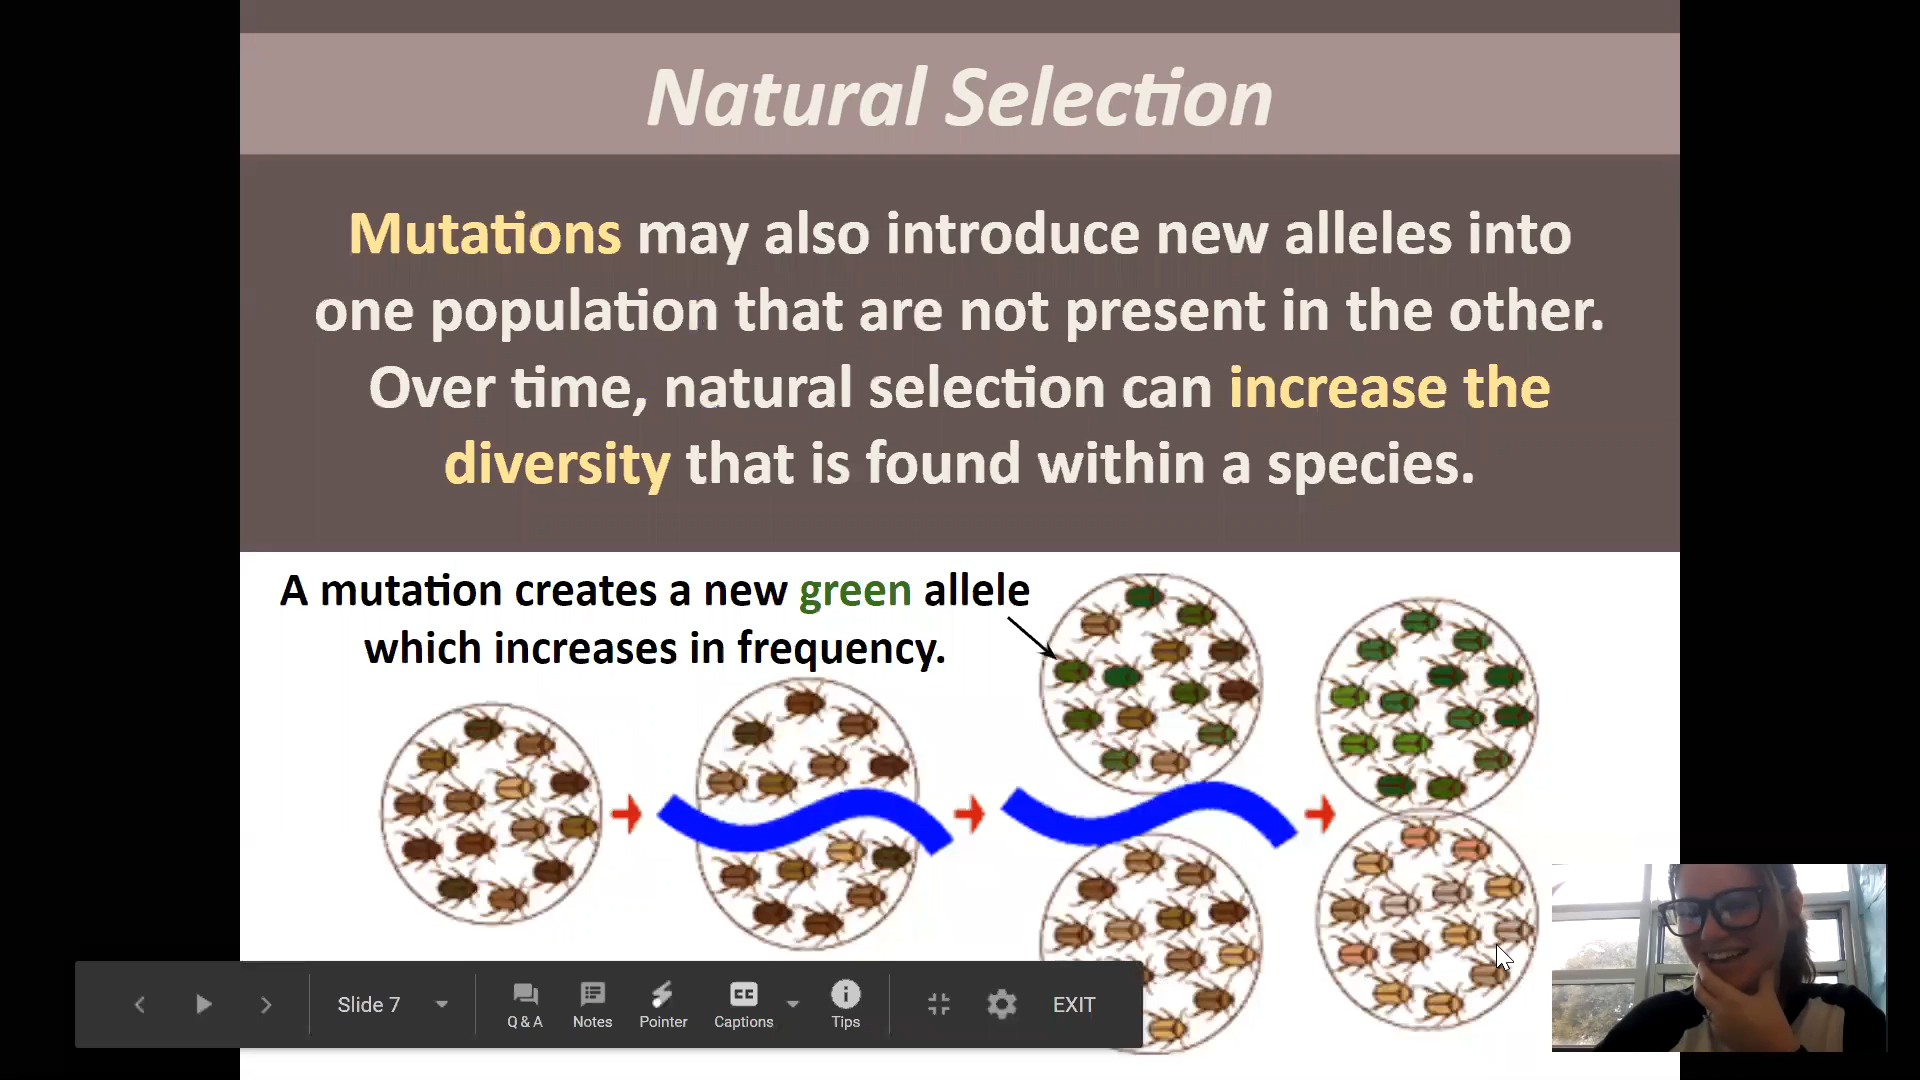 Natural Selection
Mutations may also introduce new alleles into
one population that are not present in the other.
Over time, natural selection can increase the
diversity that is found within a species.
A mutation creates a new green allele
which increases in frequency.
Slide 7
Q & A
Notes
Pointer
CC
Captions
Tips
EXIT